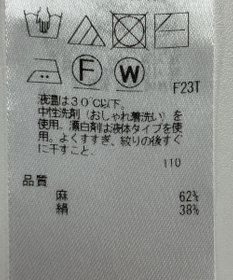 F
W
F23T
液温は30℃以下。
中性洗剤(おしゃれ着洗い)を
使用。漂白剤は液体タイプを使
用。よくすすぎ、絞りの後すぐ
に干すこと。
110
品質
麻 62%
絹 38%